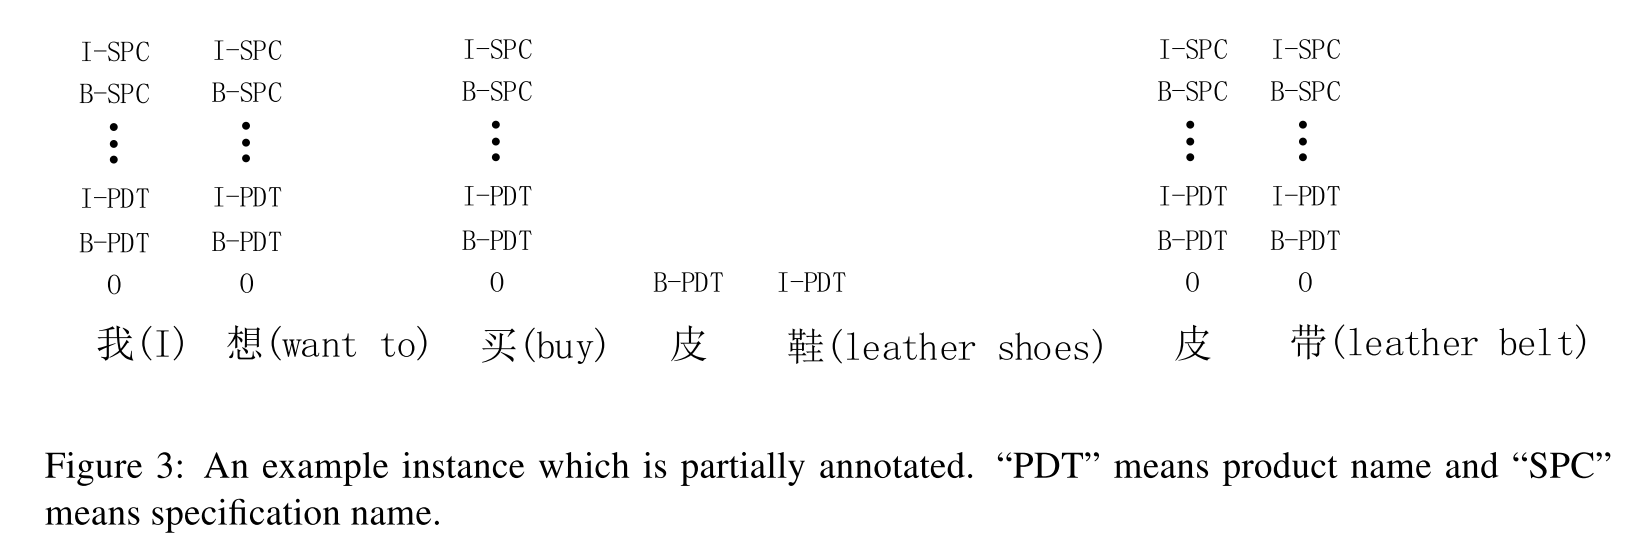 I-SPC I-SPC I-SPC I-SPC I-SPC
B-SPC B-SPC B-SPC B-SPC B-SPC
I-PDT I-PDT I-PDT I-PDT I-PDT
B-PDT B-PDT B-PDT B-PDT B-PDT
O O O B-PDT I-PDT O O
我(I) 想(want to) 买(buy) 皮 鞋(leather shoes) 皮 带(leather belt)
Figure 3: An example instance which is partially annotated. “PDT” means product name and “SPC”
means specification name.